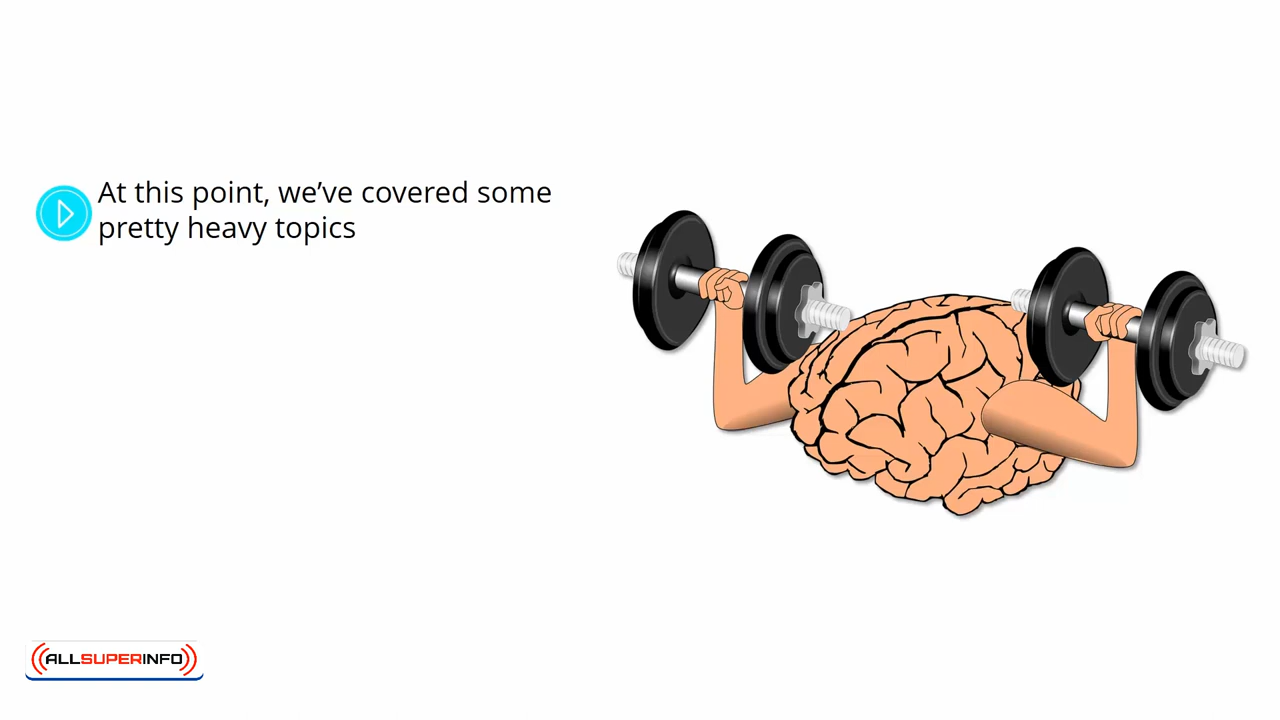 At this point, we’ve covered some
pretty heavy topics
ALLSUPERINFO